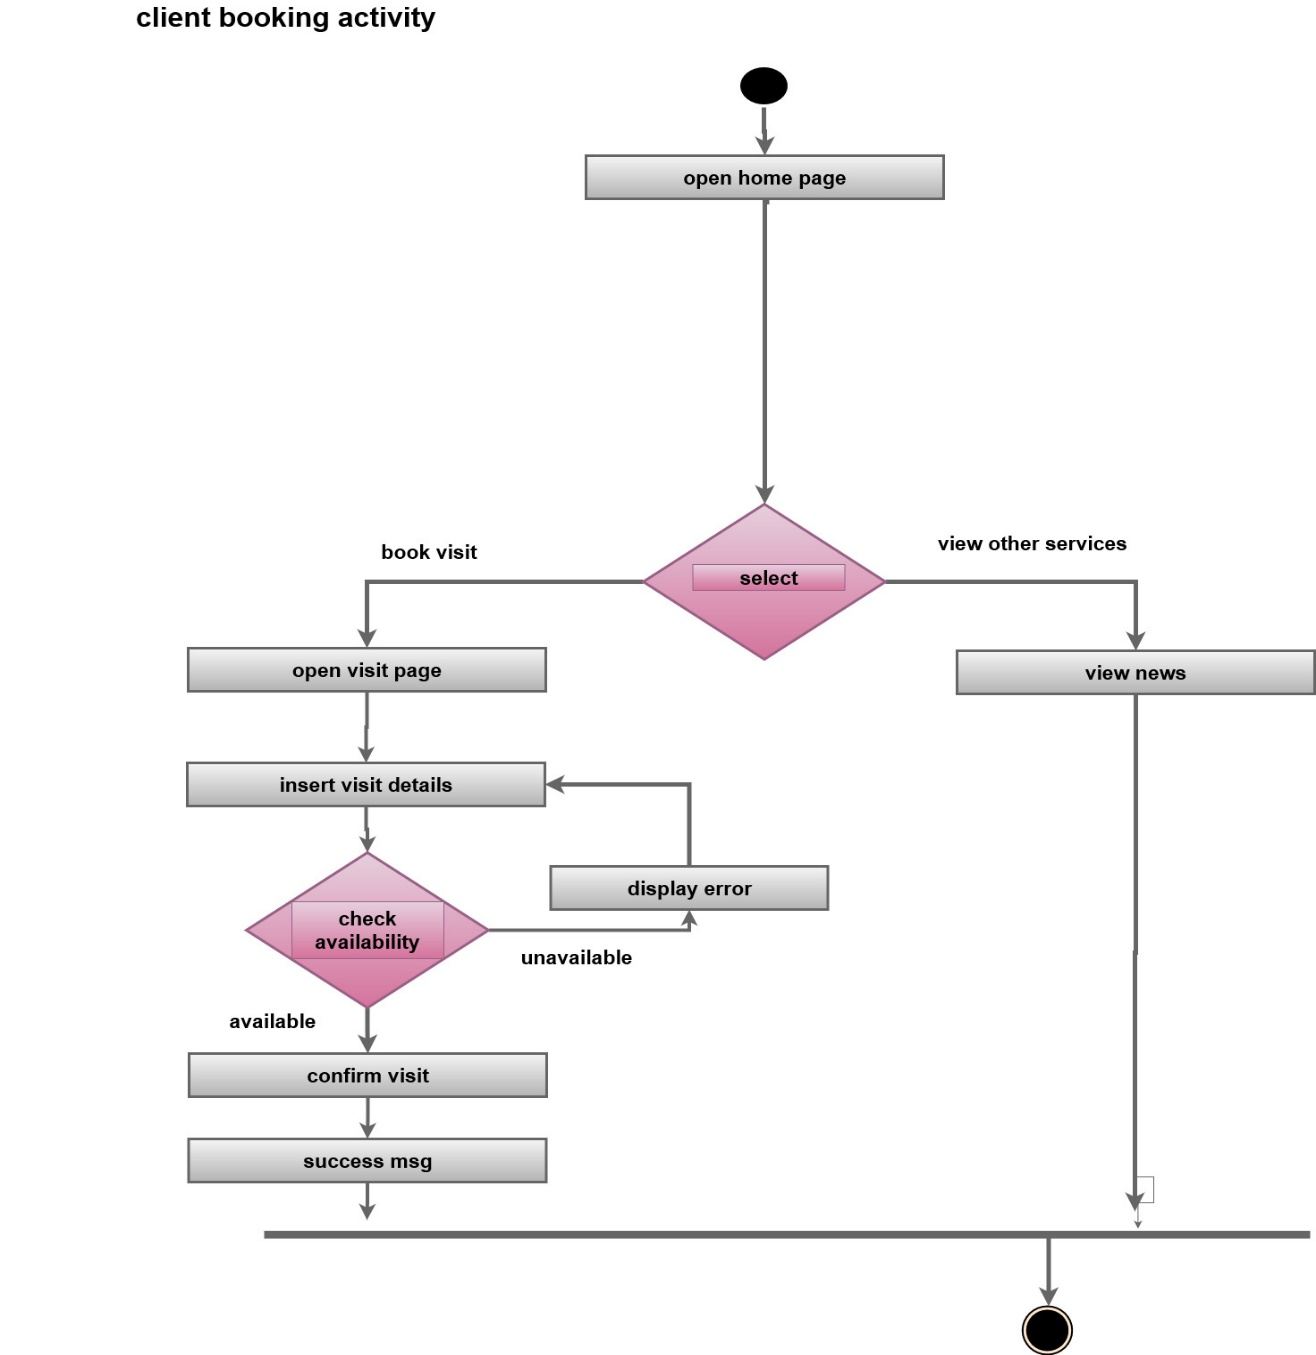 client booking activity
open home page
book visit
view other services
select
open visit page
view news
insert visit details
display error
check
availability
unavailable
available
confirm visit
success msg